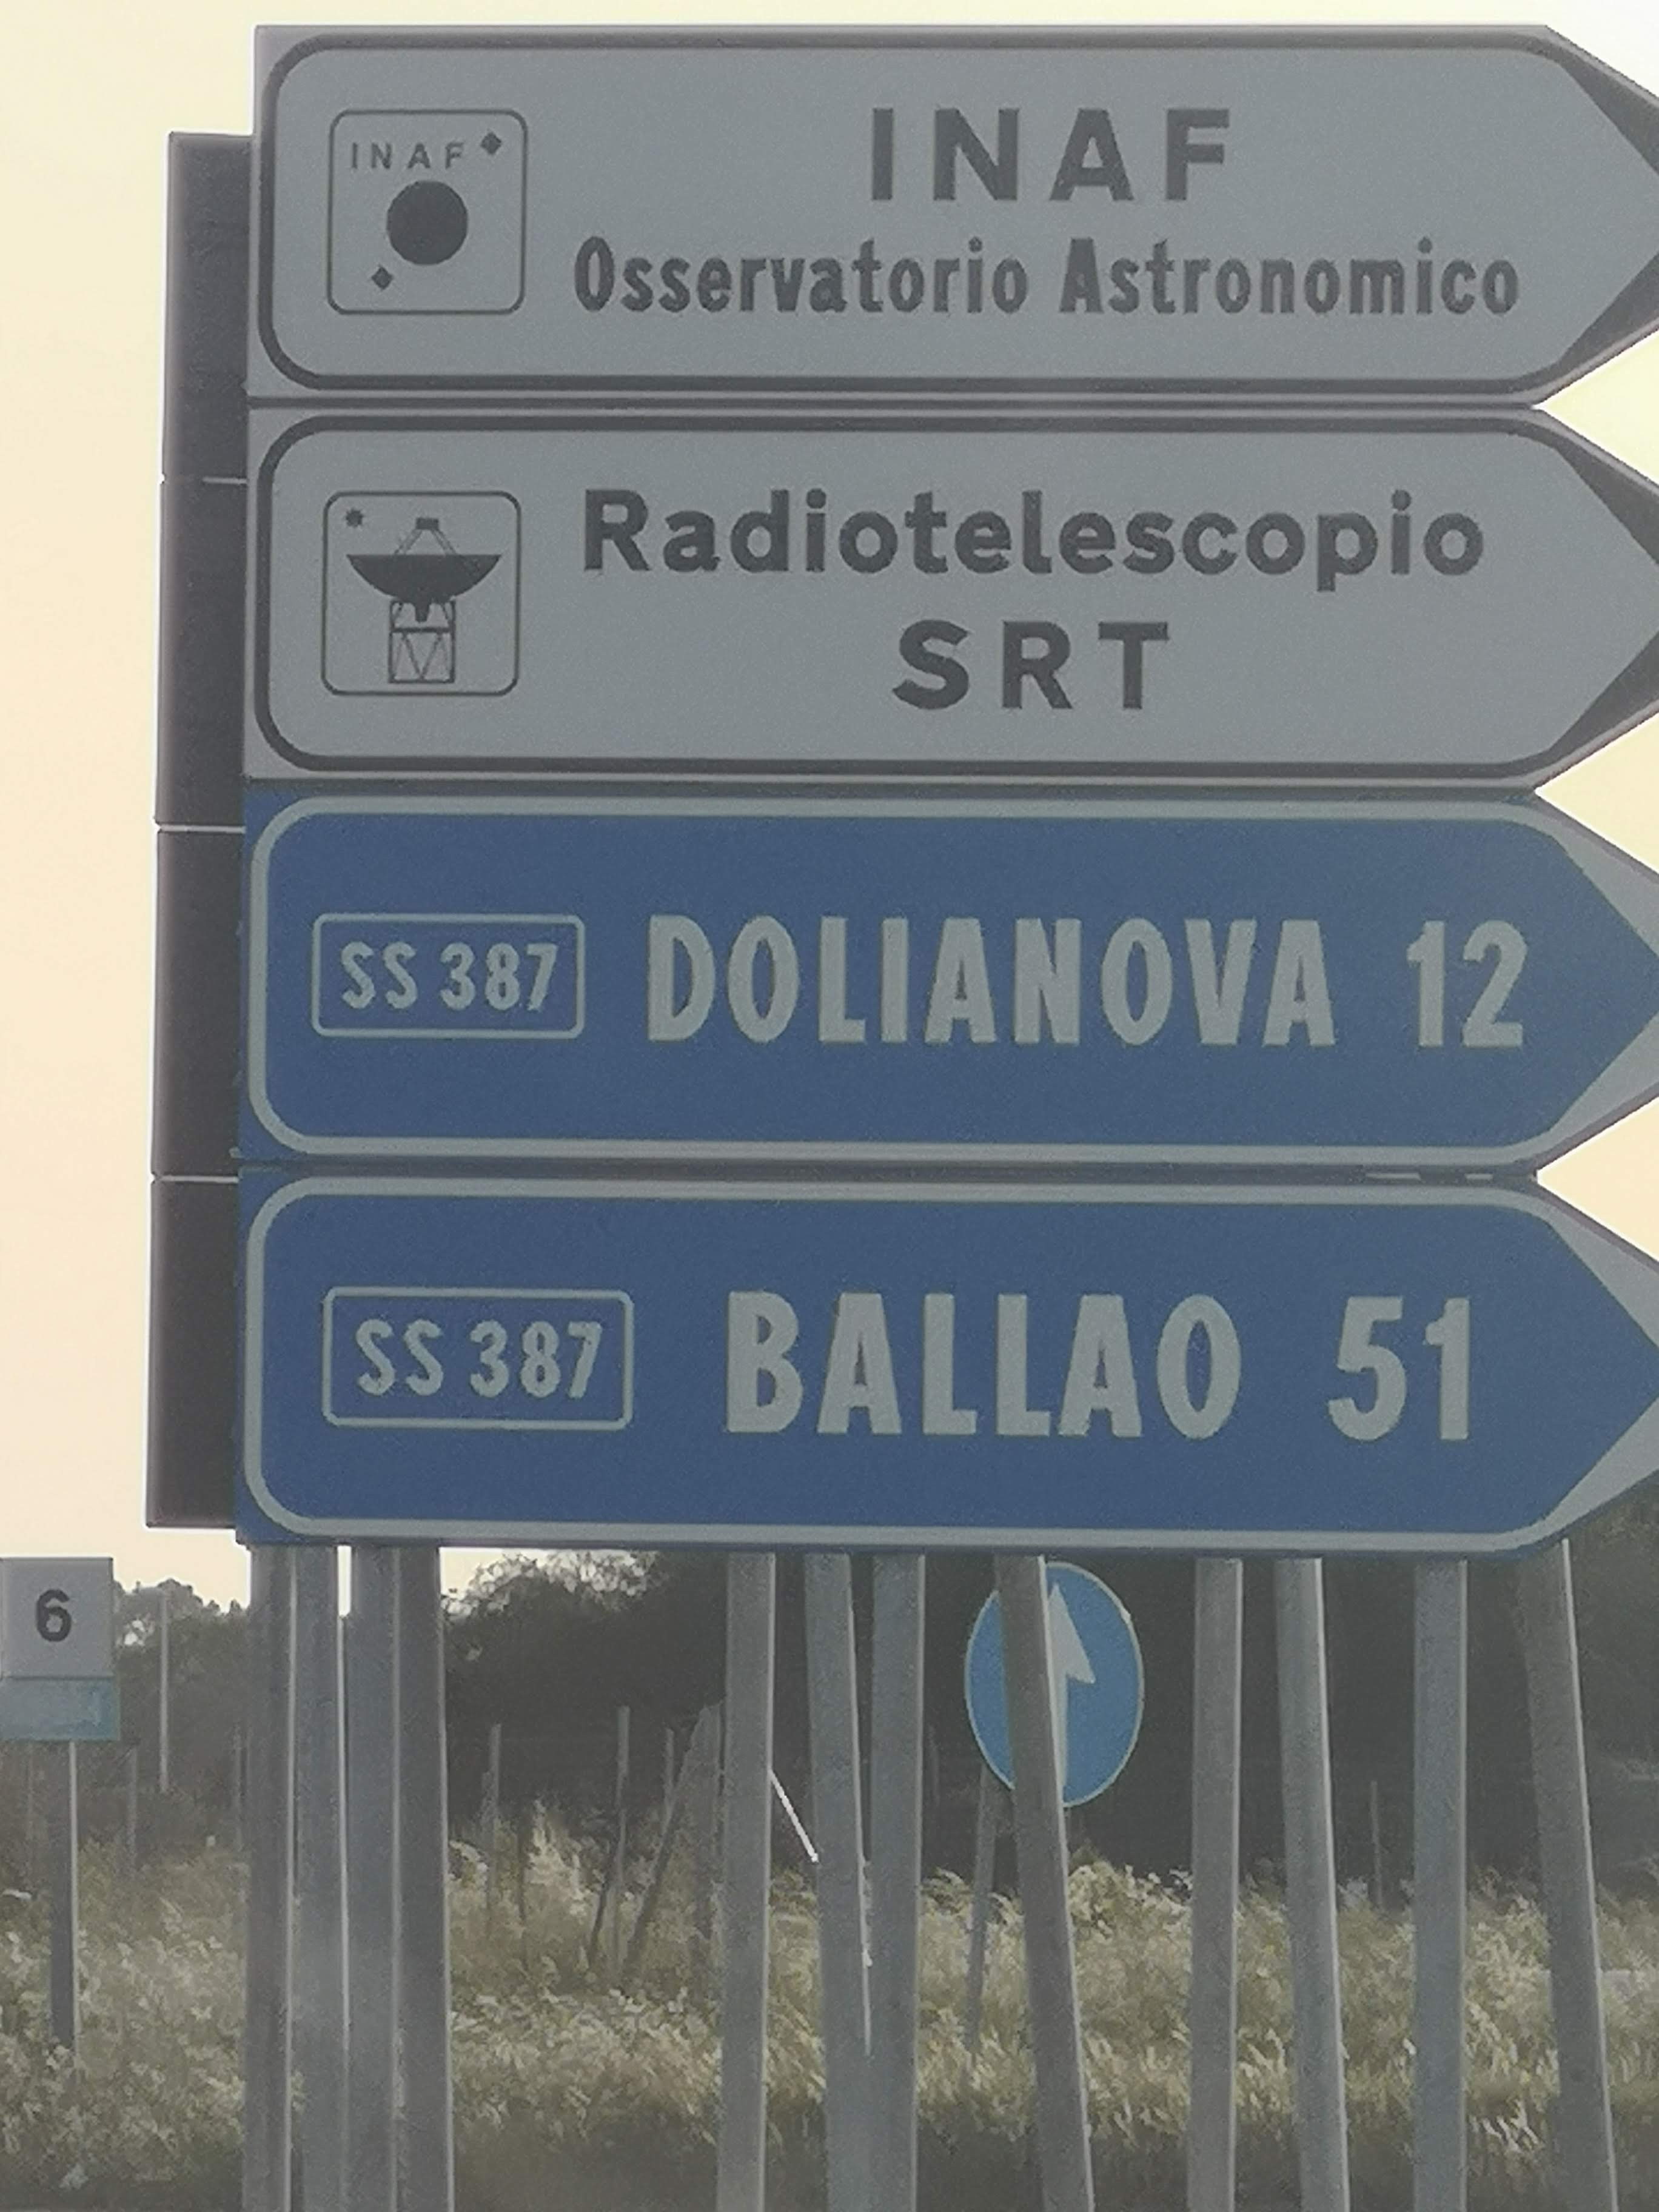 INAF
INAF
Osservatorio Astronomico
Radiotelescopio
SRT
SS 387 DOLIANOVA 12
SS 387 BALLAO 51
6